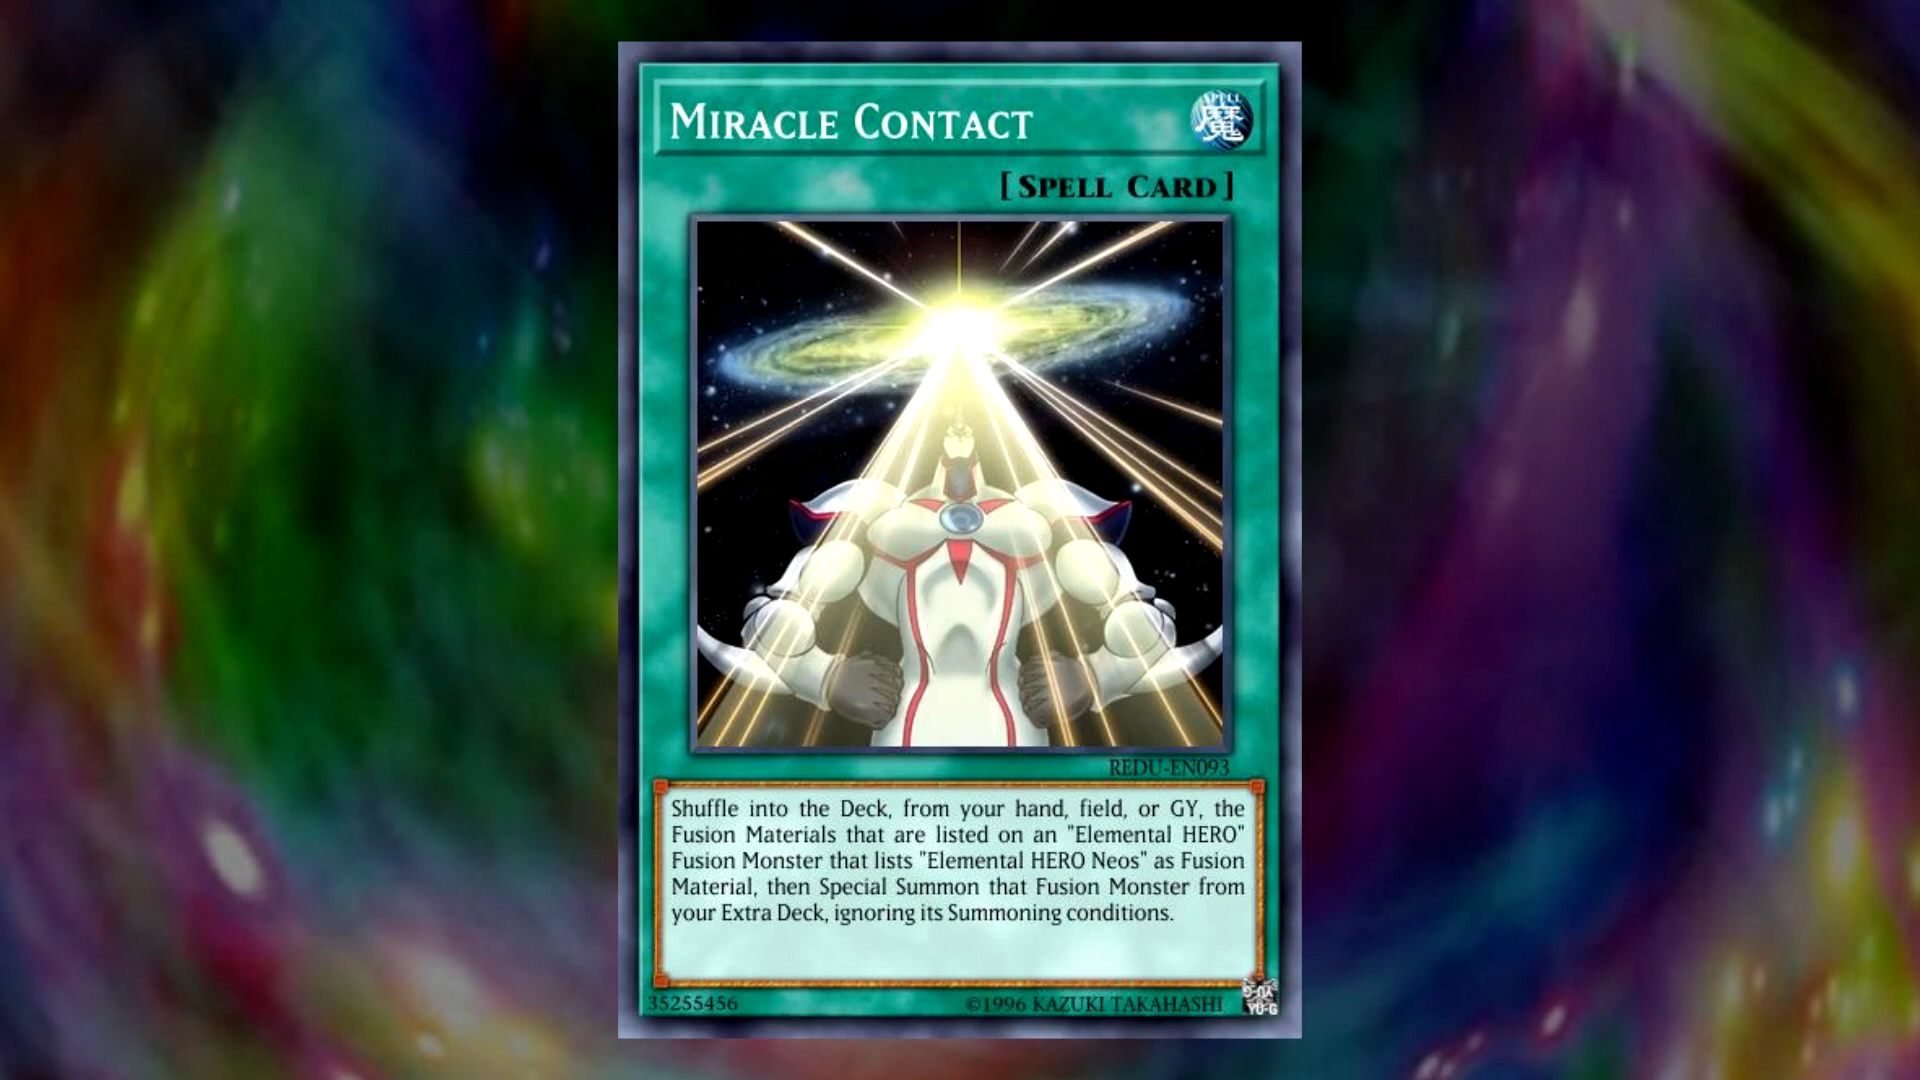 MIRACLE CONTACT
SPELL
魔
[ SPELL CARD ]
REDU-EN093
Shuffle into the Deck, from your hand, field, or GY, the
Fusion Materials that are listed on an "Elemental HERO"
Fusion Monster that lists "Elemental HERO Neos" as Fusion
Material, then Special Summon that Fusion Monster from
your Extra Deck, ignoring its Summoning conditions.
35255456
©1996 KAZUKI TAKAHASHI